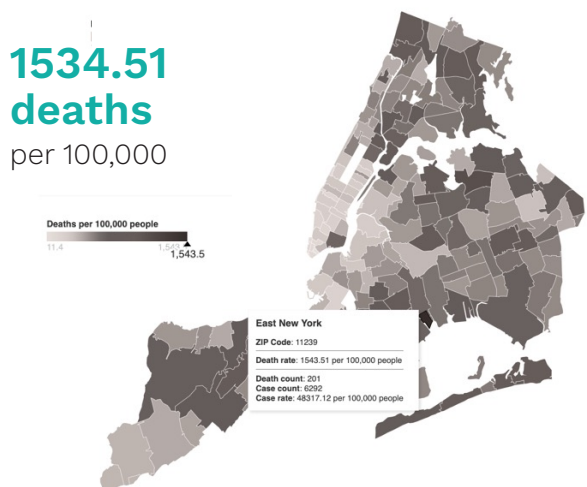 1534.51
deaths
per 100,000
Deaths per 100,000 people
11.4
1,543
1,543.5
East New York
ZIP Code: 11239
Death rate: 1543.51 per 100,000 people
Death count: 201
Case count: 6292
Case rate: 48317.12 per 100,000 people